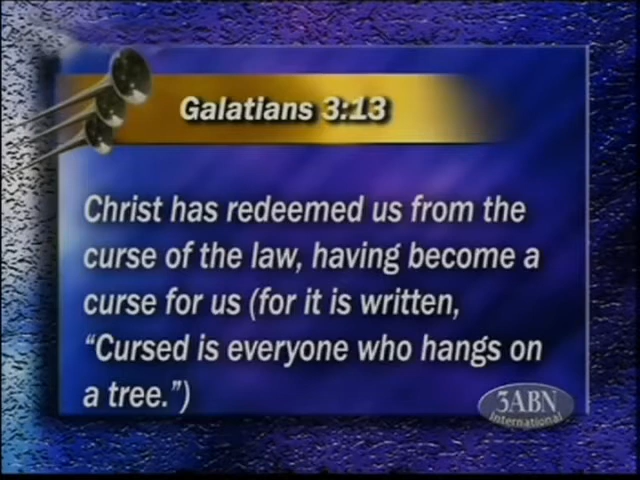 Galatians 3:13
Christ has redeemed us from the
curse of the law, having become a
curse for us (for it is written,
“Cursed is everyone who hangs on
a tree.”)
3ABN
International